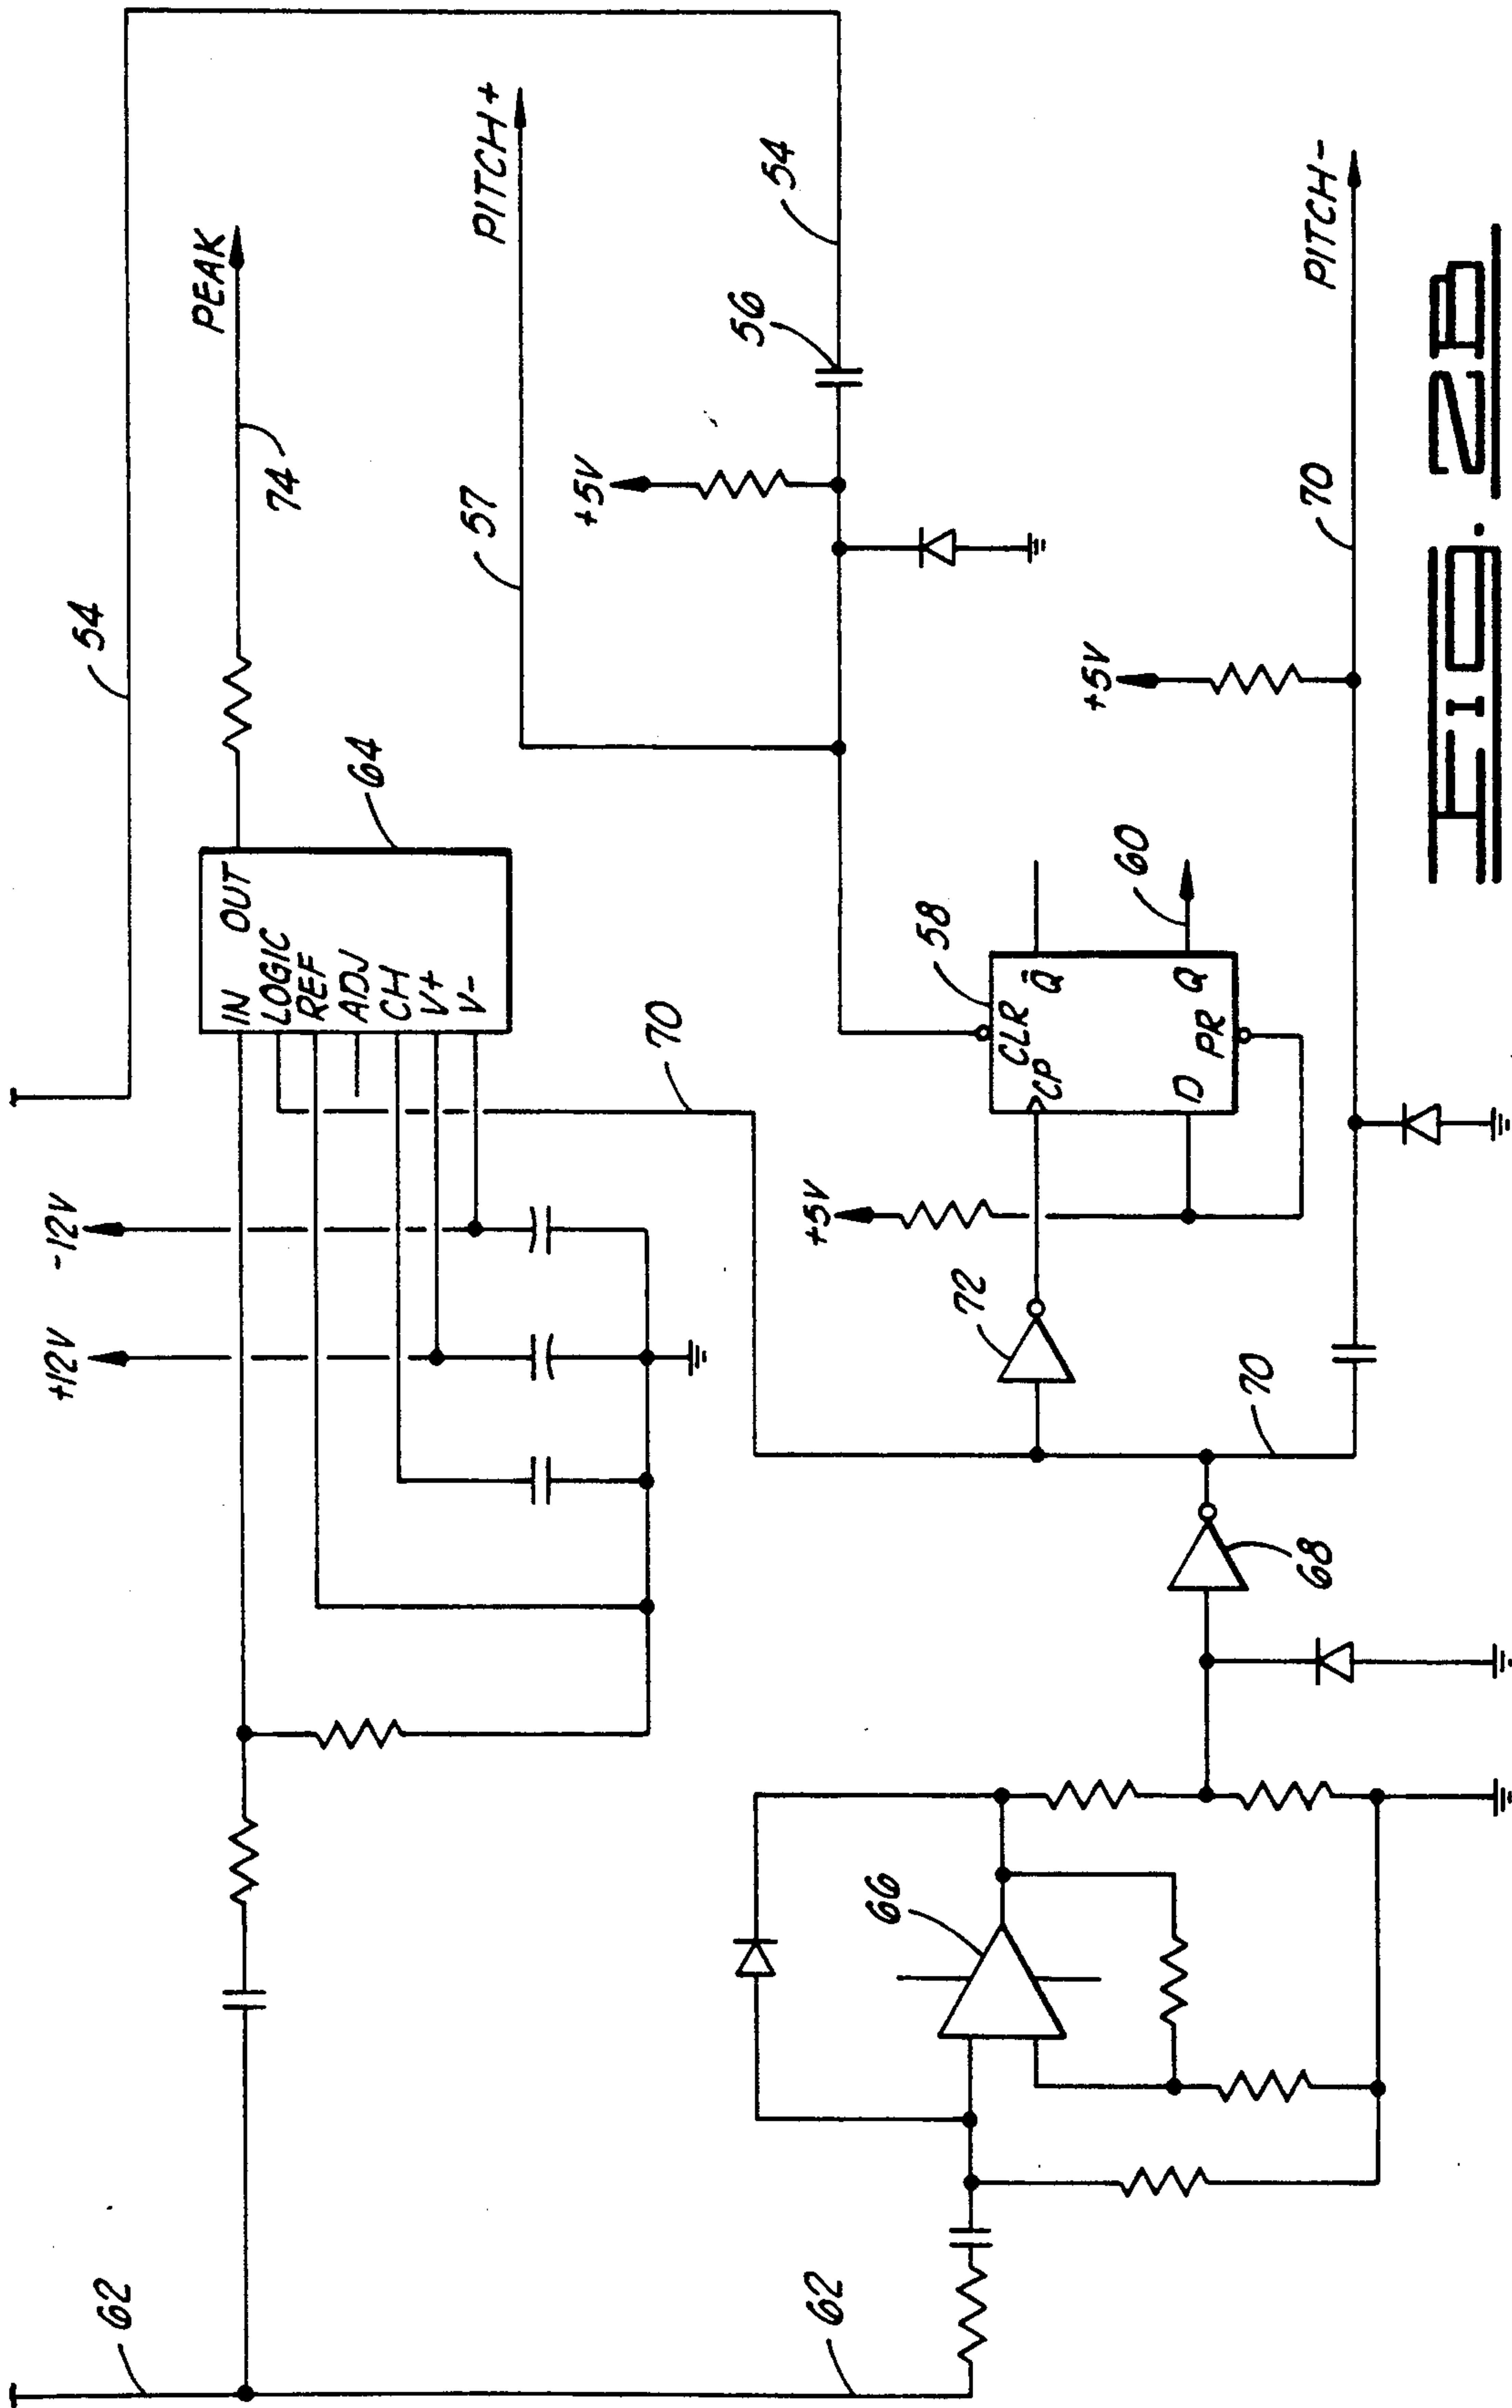 54
PEAK
74
PITCH+
57
64
IN OUT
LOGIC
REF
ADJ
CH
V+
V-
-12V
+12V
62
+5V
56
54
70
58
CLR
CP
Q̄
D
PR
Q
60
+5V
72
+5V
PITCH-
70
70
68
66
62
FIG. 2B